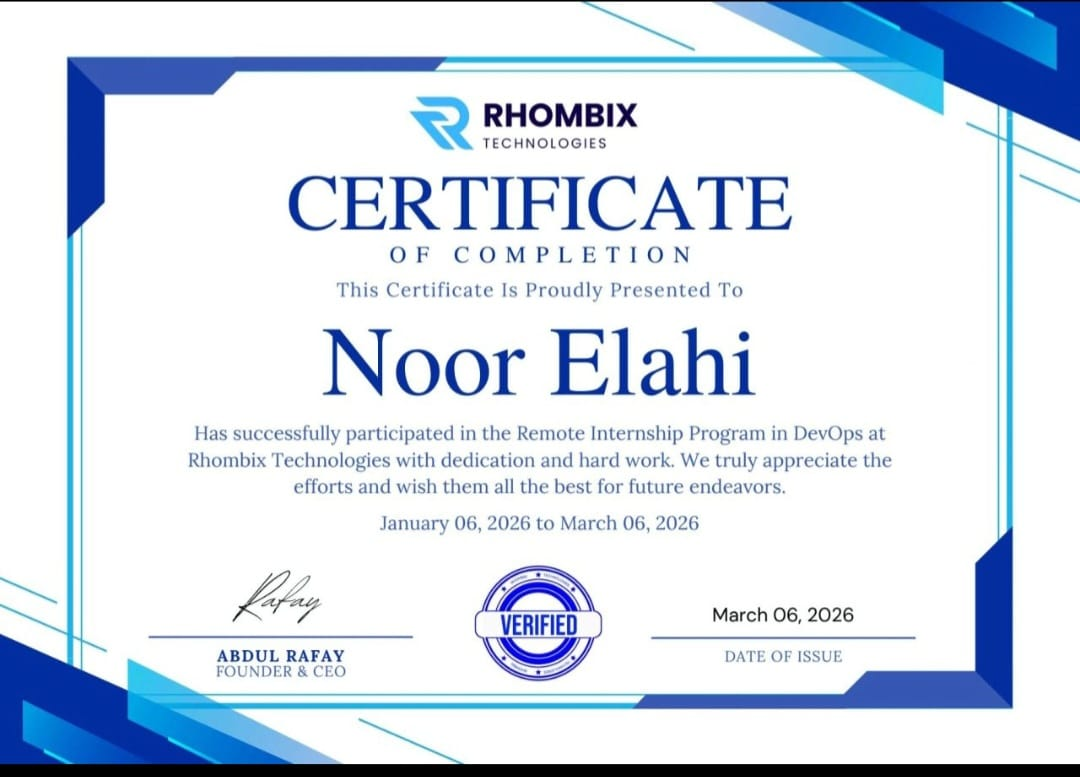 RHOMBIX
TECHNOLOGIES
CERTIFICATE
OF COMPLETION
This Certificate Is Proudly Presented To
Noor Elahi
Has successfully participated in the Remote Internship Program in DevOps at
Rhombix Technologies with dedication and hard work. We truly appreciate the
efforts and wish them all the best for future endeavors.
January 06, 2026 to March 06, 2026
Rafay
ABDUL RAFAY
FOUNDER & CEO
VERIFIED
March 06, 2026
DATE OF ISSUE